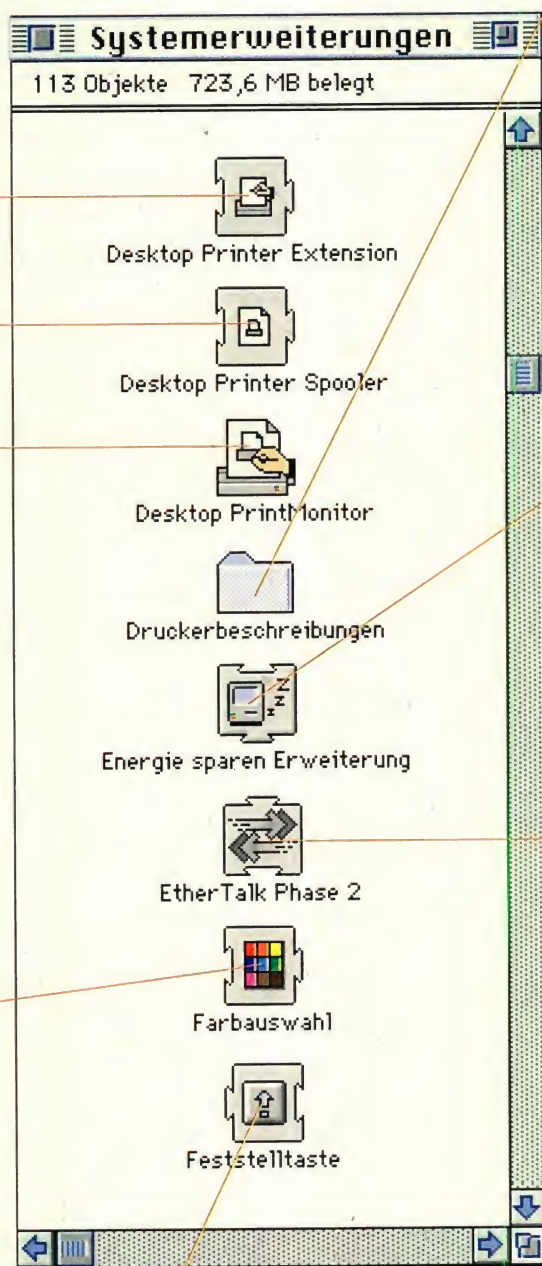 Systemerweiterungen
113 Objekte 723,6 MB belegt
Desktop Printer Extension
Desktop Printer Spooler
Desktop PrintMonitor
Druckerbeschreibungen
Energie sparen Erweiterung
EtherTalk Phase 2
Farbauswahl
Feststelltaste